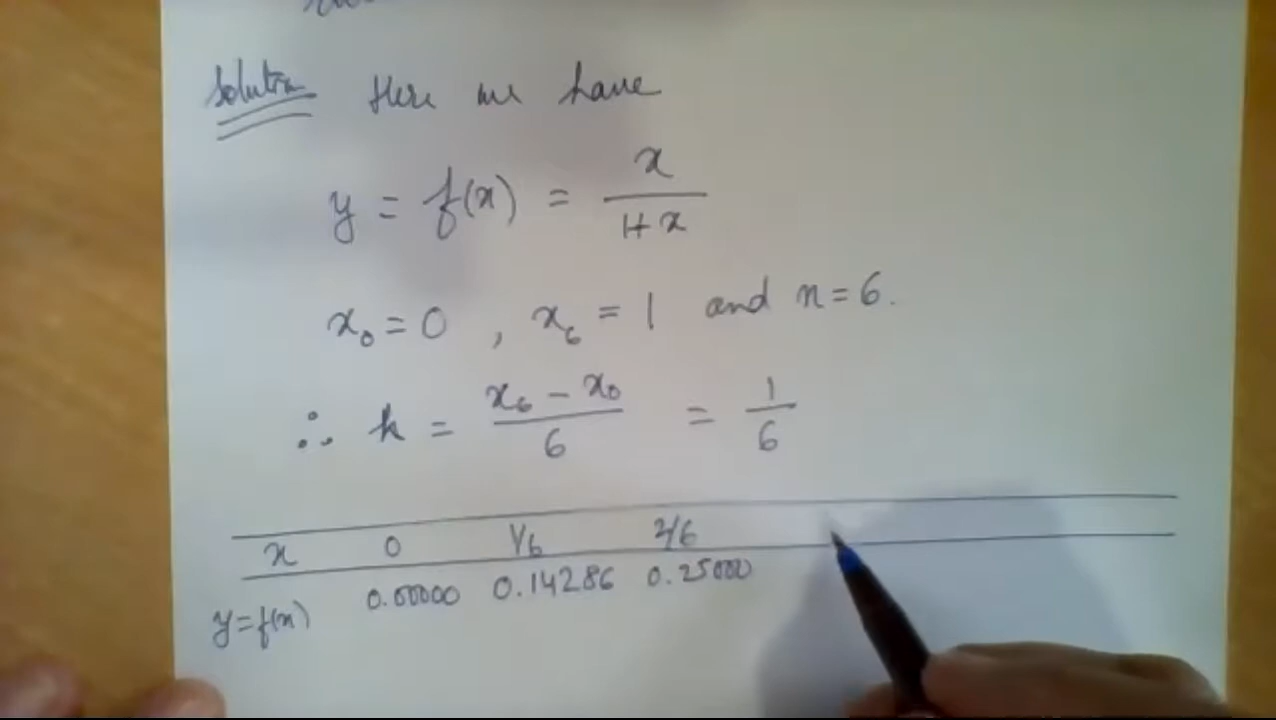 Solution Here we have
y = f(x) = x / 1+x
x₀ = 0 , x₆ = 1 and n = 6.
∴ h = x₆ - x₀ / 6 = 1 / 6
x 0 1/6 2/6
y = f(x) 0.00000 0.14286 0.25000